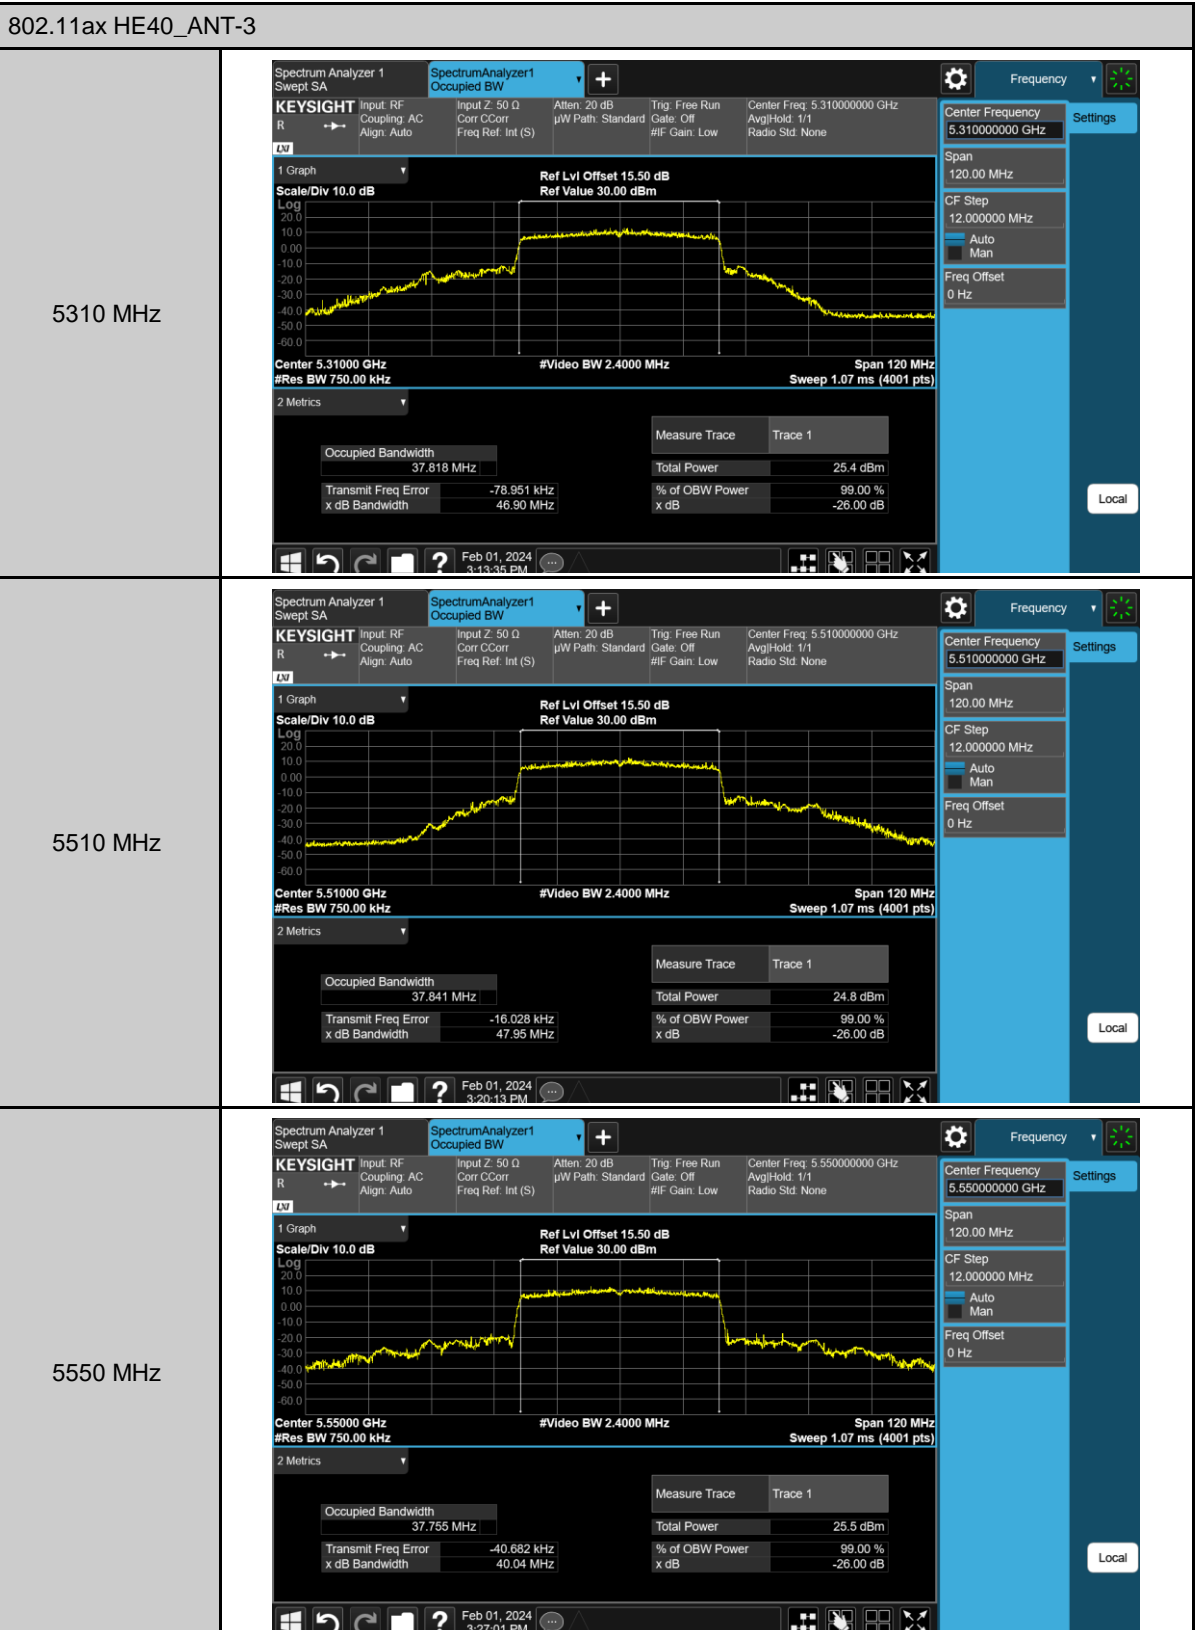 802.11ax HE40_ANT-3
5310 MHz
Spectrum Analyzer 1
Swept SA
SpectrumAnalyzer1
Occupied BW
Frequency
KEYSIGHT
R
LXI
Input: RF
Coupling: AC
Align: Auto
Input Z: 50 Ω
Corr CCorr
Freq Ref: Int (S)
Atten: 20 dB
µW Path: Standard
Trig: Free Run
Gate: Off
#IF Gain: Low
Center Freq: 5.310000000 GHz
Avg|Hold: 1/1
Radio Std: None
Center Frequency
5.310000000 GHz
Settings
Span
120.00 MHz
CF Step
12.000000 MHz
Auto
Man
Freq Offset
0 Hz
1 Graph
Scale/Div 10.0 dB
Ref Lvl Offset 15.50 dB
Ref Value 30.00 dBm
Log
20.0
10.0
0.00
-10.0
-20.0
-30.0
-40.0
-50.0
-60.0
Center 5.31000 GHz
#Res BW 750.00 kHz
#Video BW 2.4000 MHz
Span 120 MHz
Sweep 1.07 ms (4001 pts)
2 Metrics
Measure Trace Trace 1
Occupied Bandwidth
37.818 MHz
Total Power 25.4 dBm
Transmit Freq Error -78.951 kHz
x dB Bandwidth 46.90 MHz
% of OBW Power 99.00 %
x dB -26.00 dB
Local
Feb 01, 2024
3:13:35 PM
5510 MHz
Spectrum Analyzer 1
Swept SA
SpectrumAnalyzer1
Occupied BW
Frequency
KEYSIGHT
R
LXI
Input: RF
Coupling: AC
Align: Auto
Input Z: 50 Ω
Corr CCorr
Freq Ref: Int (S)
Atten: 20 dB
µW Path: Standard
Trig: Free Run
Gate: Off
#IF Gain: Low
Center Freq: 5.510000000 GHz
Avg|Hold: 1/1
Radio Std: None
Center Frequency
5.510000000 GHz
Settings
Span
120.00 MHz
CF Step
12.000000 MHz
Auto
Man
Freq Offset
0 Hz
1 Graph
Scale/Div 10.0 dB
Ref Lvl Offset 15.50 dB
Ref Value 30.00 dBm
Log
20.0
10.0
0.00
-10.0
-20.0
-30.0
-40.0
-50.0
-60.0
Center 5.51000 GHz
#Res BW 750.00 kHz
#Video BW 2.4000 MHz
Span 120 MHz
Sweep 1.07 ms (4001 pts)
2 Metrics
Measure Trace Trace 1
Occupied Bandwidth
37.841 MHz
Total Power 24.8 dBm
Transmit Freq Error -16.028 kHz
x dB Bandwidth 47.95 MHz
% of OBW Power 99.00 %
x dB -26.00 dB
Local
Feb 01, 2024
3:20:13 PM
5550 MHz
Spectrum Analyzer 1
Swept SA
SpectrumAnalyzer1
Occupied BW
Frequency
KEYSIGHT
R
LXI
Input: RF
Coupling: AC
Align: Auto
Input Z: 50 Ω
Corr CCorr
Freq Ref: Int (S)
Atten: 20 dB
µW Path: Standard
Trig: Free Run
Gate: Off
#IF Gain: Low
Center Freq: 5.550000000 GHz
Avg|Hold: 1/1
Radio Std: None
Center Frequency
5.550000000 GHz
Settings
Span
120.00 MHz
CF Step
12.000000 MHz
Auto
Man
Freq Offset
0 Hz
1 Graph
Scale/Div 10.0 dB
Ref Lvl Offset 15.50 dB
Ref Value 30.00 dBm
Log
20.0
10.0
0.00
-10.0
-20.0
-30.0
-40.0
-50.0
-60.0
Center 5.55000 GHz
#Res BW 750.00 kHz
#Video BW 2.4000 MHz
Span 120 MHz
Sweep 1.07 ms (4001 pts)
2 Metrics
Measure Trace Trace 1
Occupied Bandwidth
37.755 MHz
Total Power 25.5 dBm
Transmit Freq Error -40.682 kHz
x dB Bandwidth 40.04 MHz
% of OBW Power 99.00 %
x dB -26.00 dB
Local
Feb 01, 2024
3:27:01 PM